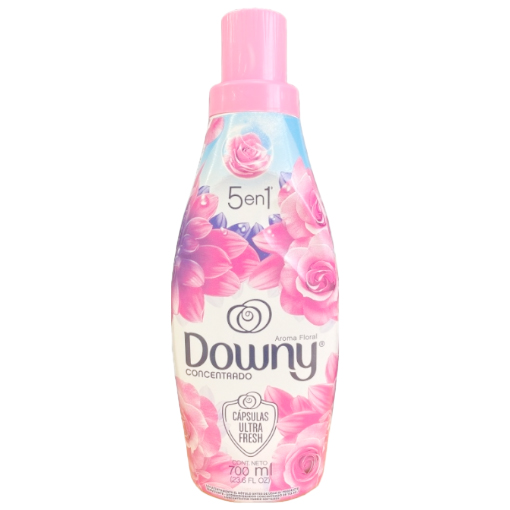 5en1*
Aroma Floral
Downy®
CONCENTRADO
CÁPSULAS
ULTRA
FRESH
CONT. NETO
700 ml
(23.6 FL OZ)